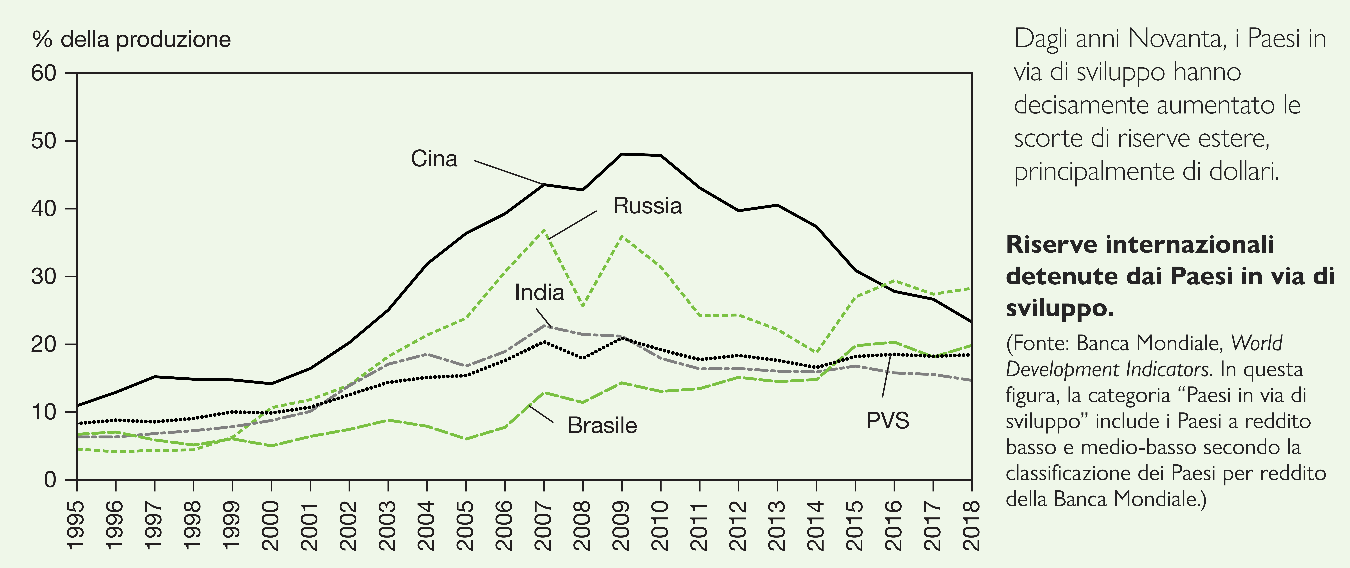 % della produzione
60
50
40
30
20
10
0
Cina
Russia
India
Brasile
PVS
1995
1996
1997
1998
1999
2000
2001
2002
2003
2004
2005
2006
2007
2008
2009
2010
2011
2012
2013
2014
2015
2016
2017
2018
Dagli anni Novanta, i Paesi in
via di sviluppo hanno
decisamente aumentato le
scorte di riserve estere,
principalmente di dollari.
Riserve internazionali
detenute dai Paesi in via di
sviluppo.
(Fonte: Banca Mondiale, World
Development Indicators. In questa
figura, la categoria “Paesi in via di
sviluppo” include i Paesi a reddito
basso e medio-basso secondo la
classificazione dei Paesi per reddito
della Banca Mondiale.)